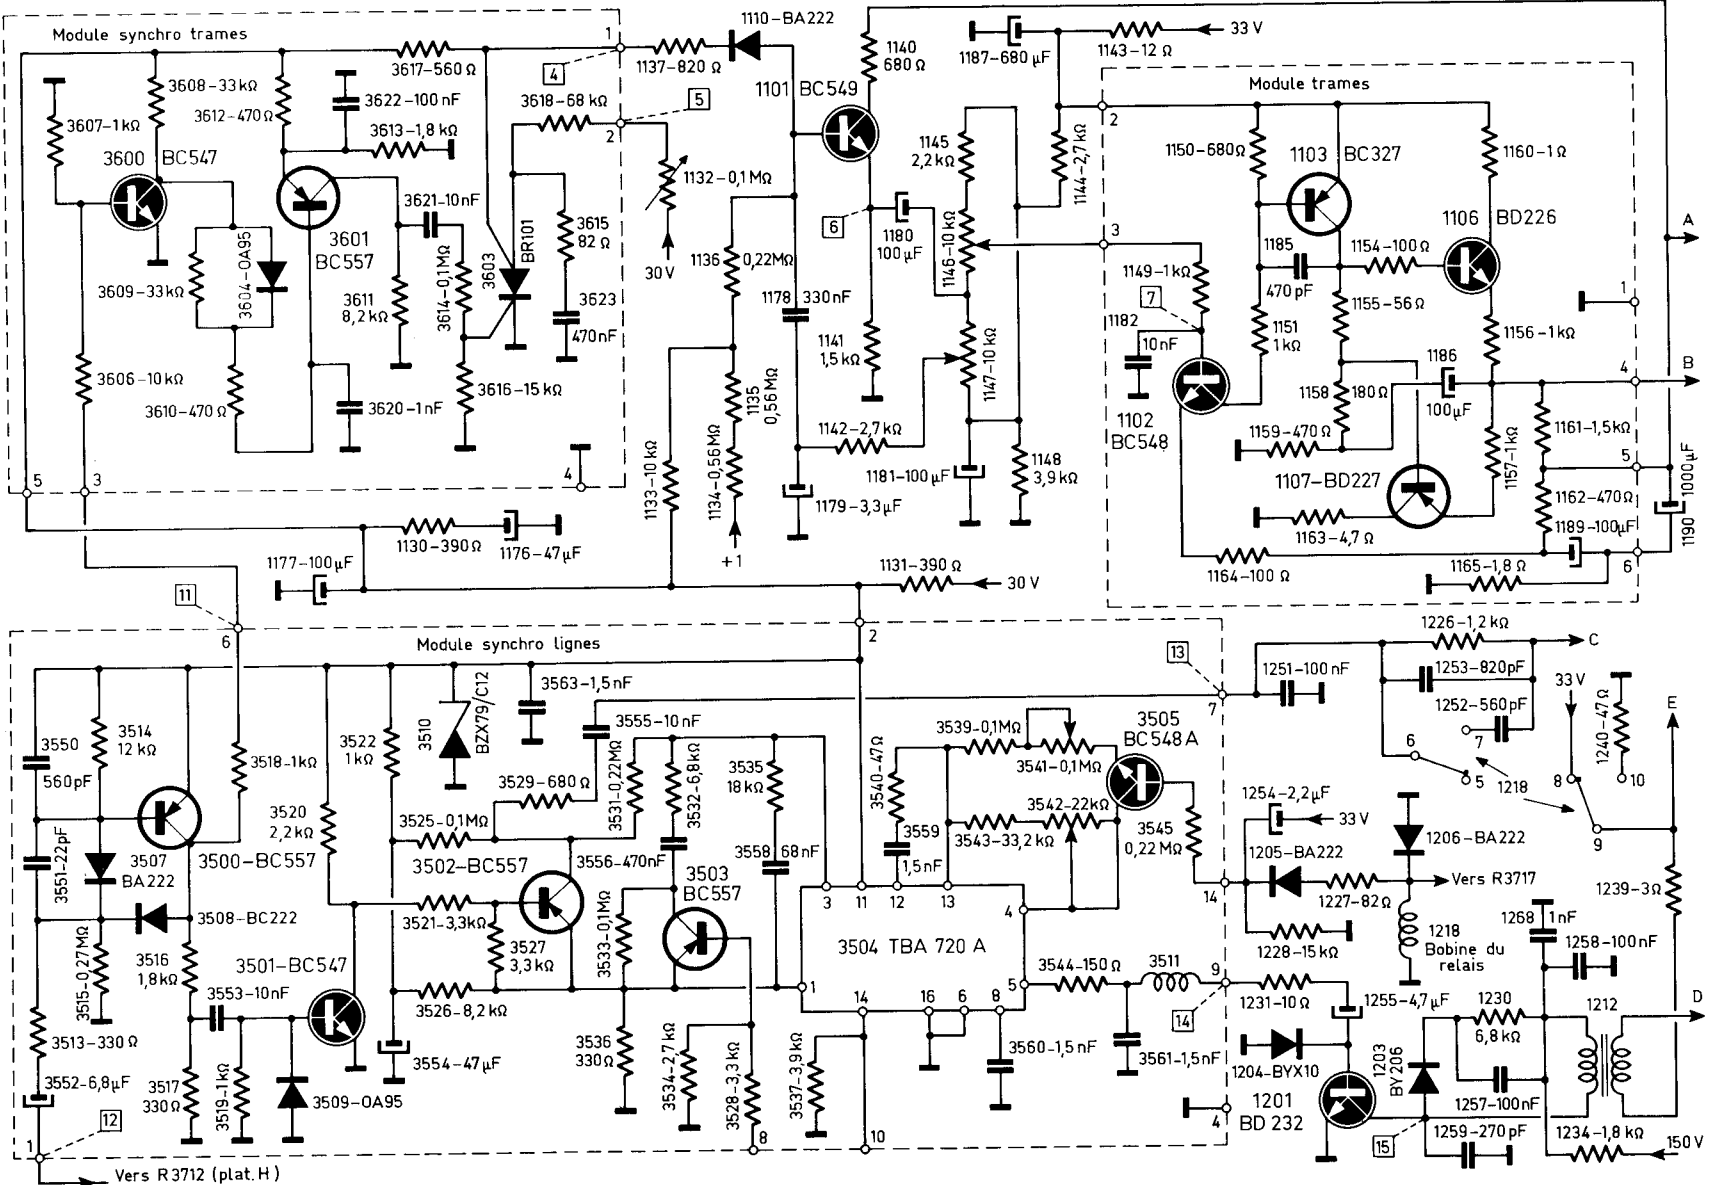 Module synchro trames
1
4
3617-560 Ω
1137-820 Ω
1110-BA222
1140
680 Ω
1187-680 µF
1143-12 Ω
33 V
3608-33 kΩ
3612-470 Ω
3622-100 nF
3618-68 kΩ
5
2
1101 BC549
Module trames
2
3607-1 kΩ
3613-1,8 kΩ
3600 BC547
3601
BC557
3621-10 nF
3614-0,1 MΩ
3603
BR101
3615
82 Ω
3623
470 nF
1132-0,1 MΩ
30 V
3609-33 kΩ
3604-OA95
3611
8,2 kΩ
3616-15 kΩ
3606-10 kΩ
3610-470 Ω
3620-1 nF
5
3
4
1136
0,22 MΩ
1178
330 nF
6
1180
100 µF
1145
2,2 kΩ
1146-10 kΩ
1144-2,7 kΩ
1141
1,5 kΩ
1147-10 kΩ
1135
0,56 MΩ
1142-2,7 kΩ
1133-10 kΩ
1134-0,56 MΩ
+1
1179-3,3 µF
1181-100 µF
1148
3,9 kΩ
1150-680 Ω
1103
BC327
1160-1 Ω
1106
BD226
3
1149-1 kΩ
7
1182
10 nF
1102
BC548
1185
470 pF
1154-100 Ω
1155-56 Ω
1151
1 kΩ
1156-1 kΩ
1
1158
180 Ω
1186
100 µF
4
1159-470 Ω
1161-1,5 kΩ
1107-BD227
1157-1 kΩ
5
1162-470 Ω
1163-4,7 Ω
1189-100 µF
1164-100 Ω
1165-1,8 Ω
6
A
B
1000 µF
1190
1130-390 Ω
1176-47 µF
1177-100 µF
1131-390 Ω
30 V
11
6
2
Module synchro lignes
13
7
1251-100 nF
1226-1,2 kΩ
C
1253-820 pF
1252-560 pF
33 V
1240-47 Ω
E
6
7
5
1218
8
10
9
3550
560 pF
3514
12 kΩ
3518-1 kΩ
3520
2,2 kΩ
3522
1 kΩ
3510
BZX79/C12
3563-1,5 nF
3555-10 nF
3529-680 Ω
3531-0,22 MΩ
3532-6,8 kΩ
3535
18 kΩ
3539-0,1 MΩ
3541-0,1 MΩ
3505
BC548 A
3540-47 Ω
3542-22 kΩ
3543-33,2 kΩ
3545
0,22 MΩ
3525-0,1 MΩ
3551-22 pF
3507
BA222
3500-BC557
3502-BC557
3556-470 nF
3503
BC557
3558
68 nF
3559
1,5 nF
3
11
12
13
4
14
3504 TBA 720 A
1
5
14
16
6
8
3508-BC222
3521-3,3 kΩ
3527
3,3 kΩ
3533-0,1 MΩ
3515-0,27 MΩ
3516
1,8 kΩ
3501-BC547
3553-10 nF
3526-8,2 kΩ
3513-330 Ω
3552-6,8 µF
3517
330 Ω
3519-1 kΩ
3509-OA95
3554-47 µF
3536
330 Ω
3534-2,7 kΩ
3528-3,3 kΩ
3537-3,9 kΩ
3560-1,5 nF
3544-150 Ω
3511
3561-1,5 nF
9
14
4
1254-2,2 µF
33 V
1205-BA222
1206-BA222
1227-82 Ω
Vers R3717
1228-15 kΩ
1218
Bobine du
relais
1239-3 Ω
1268
1 nF
1258-100 nF
1231-10 Ω
1255-4,7 µF
1230
6,8 kΩ
1212
D
1204-BYX10
1203
BY206
1201
BD 232
1257-100 nF
15
1259-270 pF
1234-1,8 kΩ
150 V
1
12
8
10
Vers R3712 (plat. H)